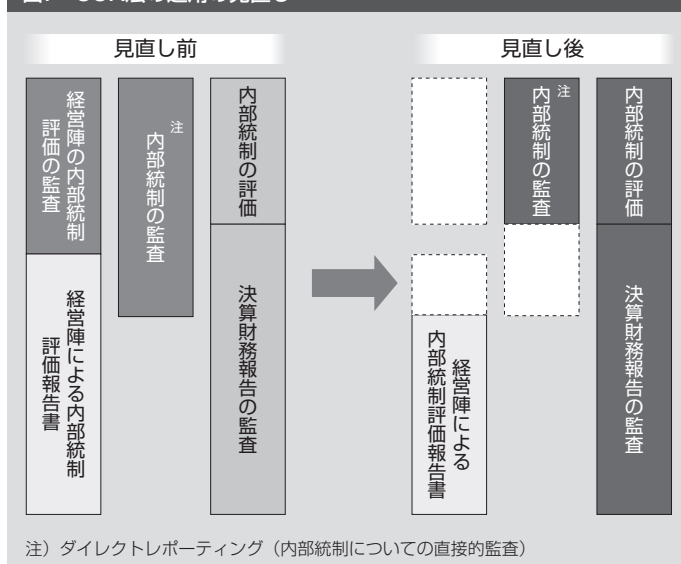 見直し前
見直し後
経営陣の内部統制
評価の監査
経営陣による内部統制
評価報告書
内部統制の監査
注
内部統制の評価
決算財務報告の監査
経営陣による
内部統制評価報告書
内部統制の監査
注
内部統制の評価
決算財務報告の監査
注）ダイレクトレポーティング（内部統制についての直接的監査）